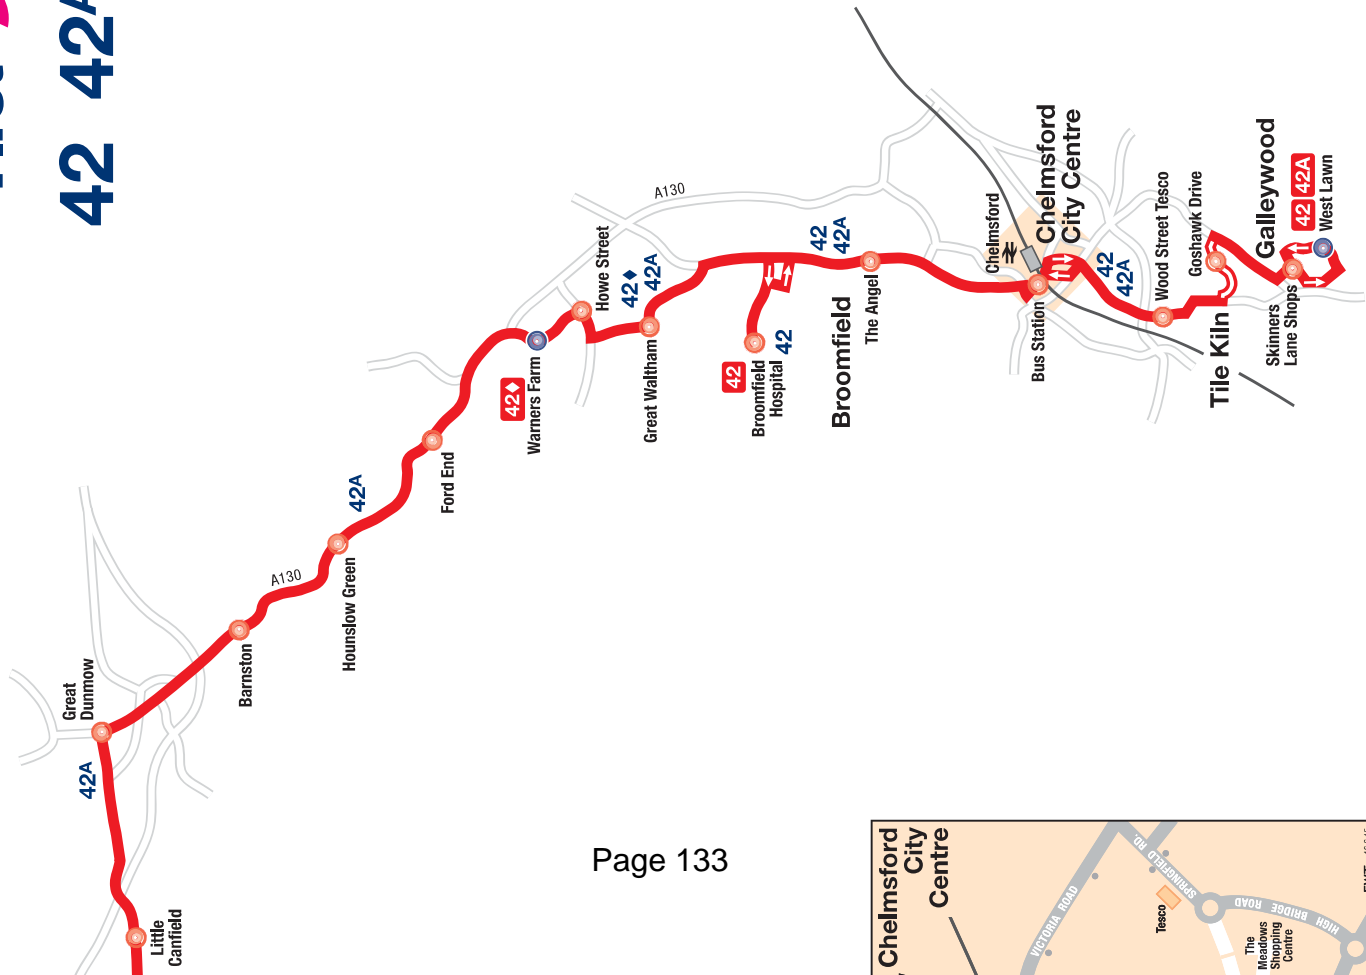 42 42A
Great
Dunmow
42A
Little
Canfield
Barnston
A130
Hounslow Green
42A
Ford End
42♦
Warners Farm
Howe Street
A130
42♦
42A
Great Waltham
42
Broomfield
Hospital
42
42
42A
Broomfield
The Angel
Chelmsford
Chelmsford
City Centre
Bus Station
42
42A
Wood Street Tesco
Goshawk Drive
Tile Kiln
Galleywood
Skinners
Lane Shops
42 42A
West Lawn
Page 133
Chelmsford
City
Centre
VICTORIA ROAD
SPRINGFIELD RD.
Tesco
HIGH BRIDGE ROAD
The
Meadows
Shopping
Centre